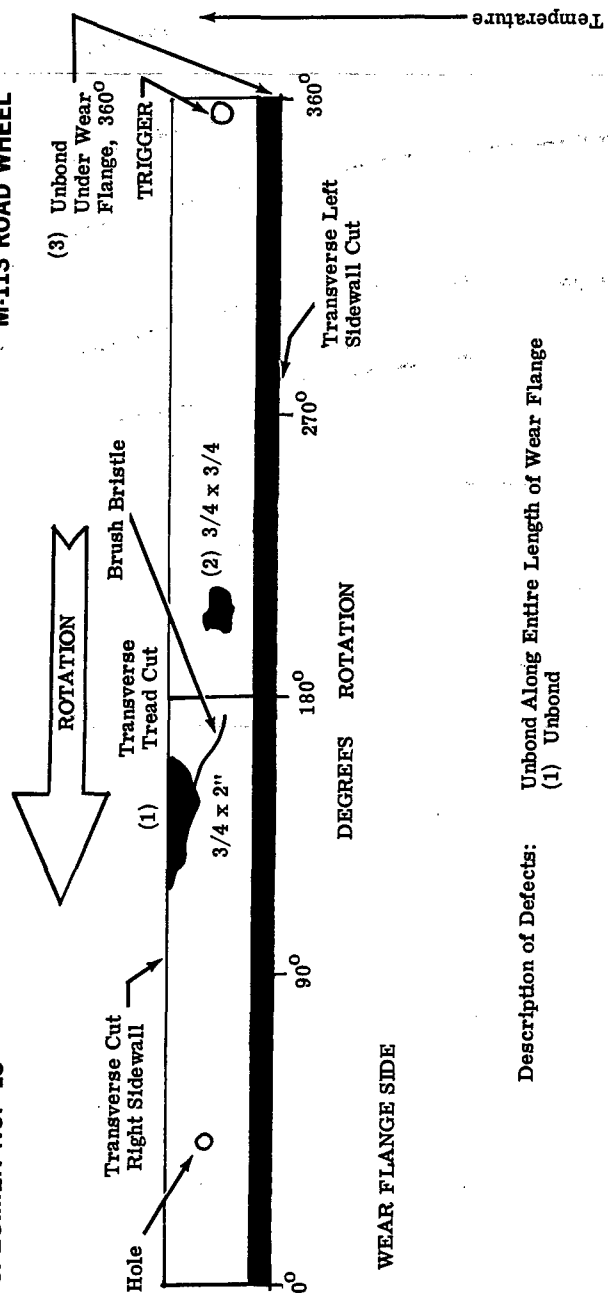 M-113 ROAD WHEEL
SPECIMEN NO.
ROTATION
(3) Unbond
Under Wear
Flange, 360°
TRIGGER
Temperature
Hole
Transverse Cut
Right Sidewall
(1)
Transverse
Tread Cut
Brush Bristle
3/4 x 2"
(2) 3/4 x 3/4
0°
90°
180°
270°
360°
Transverse Left
Sidewall Cut
DEGREES ROTATION
WEAR FLANGE SIDE
Description of Defects:
Unbond Along Entire Length of Wear Flange
(1) Unbond